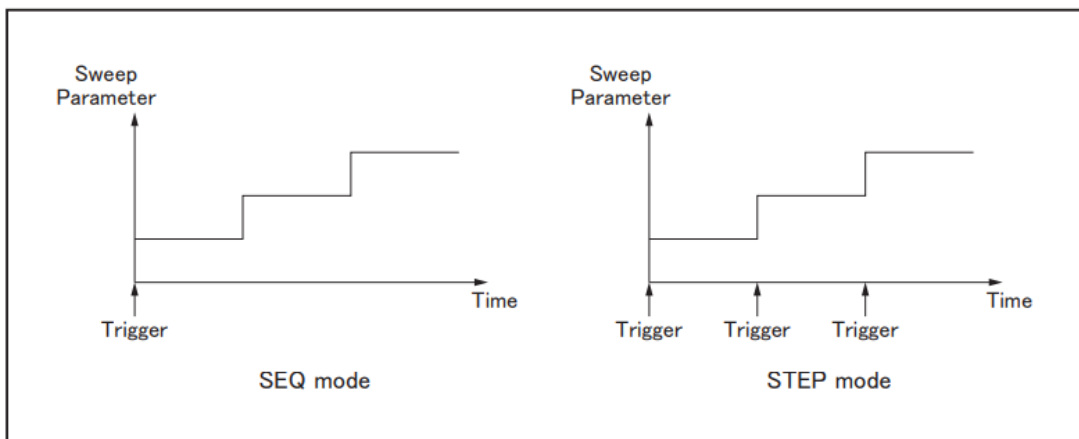 Sweep
Parameter
Time
Trigger
SEQ mode
Sweep
Parameter
Time
Trigger
Trigger
Trigger
STEP mode